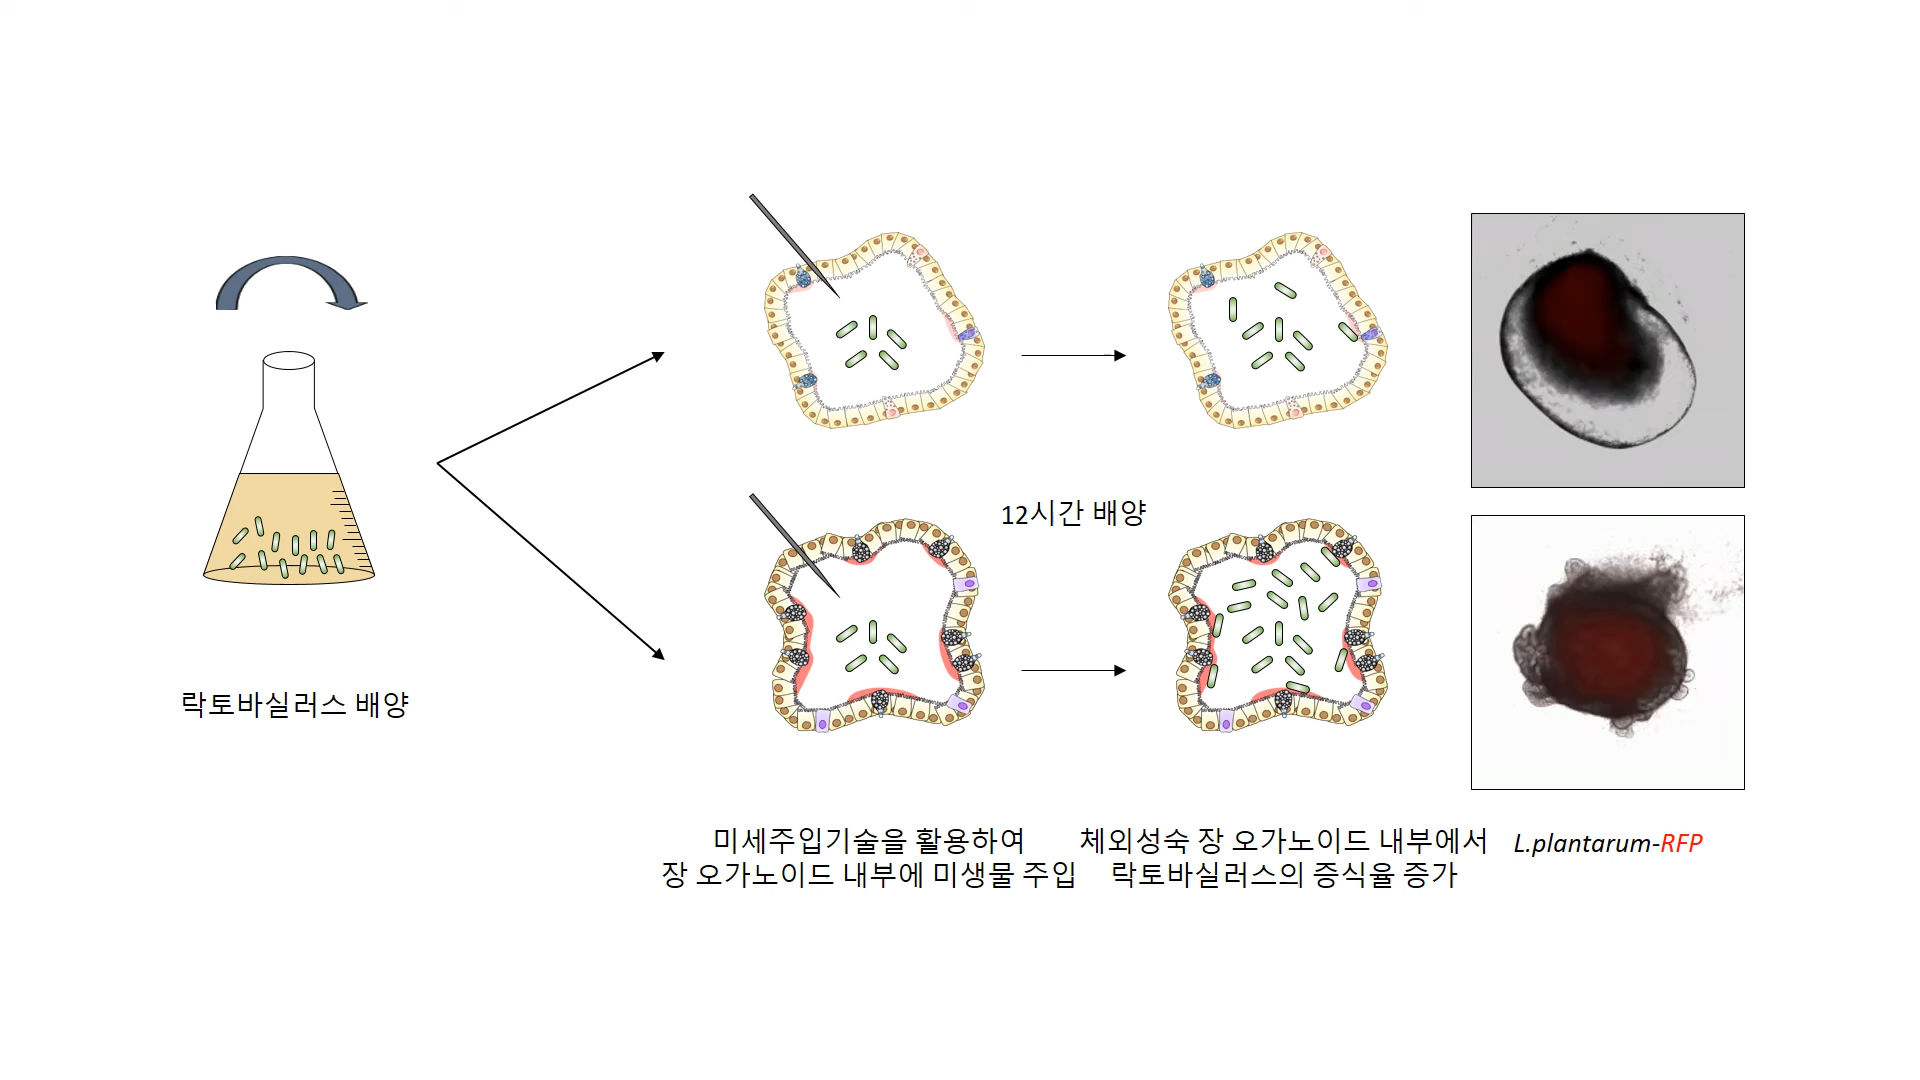 12시간 배양
락토바실러스 배양
미세주입기술을 활용하여
장 오가노이드 내부에 미생물 주입
체외성숙 장 오가노이드 내부에서
락토바실러스의 증식율 증가
L.plantarum-RFP